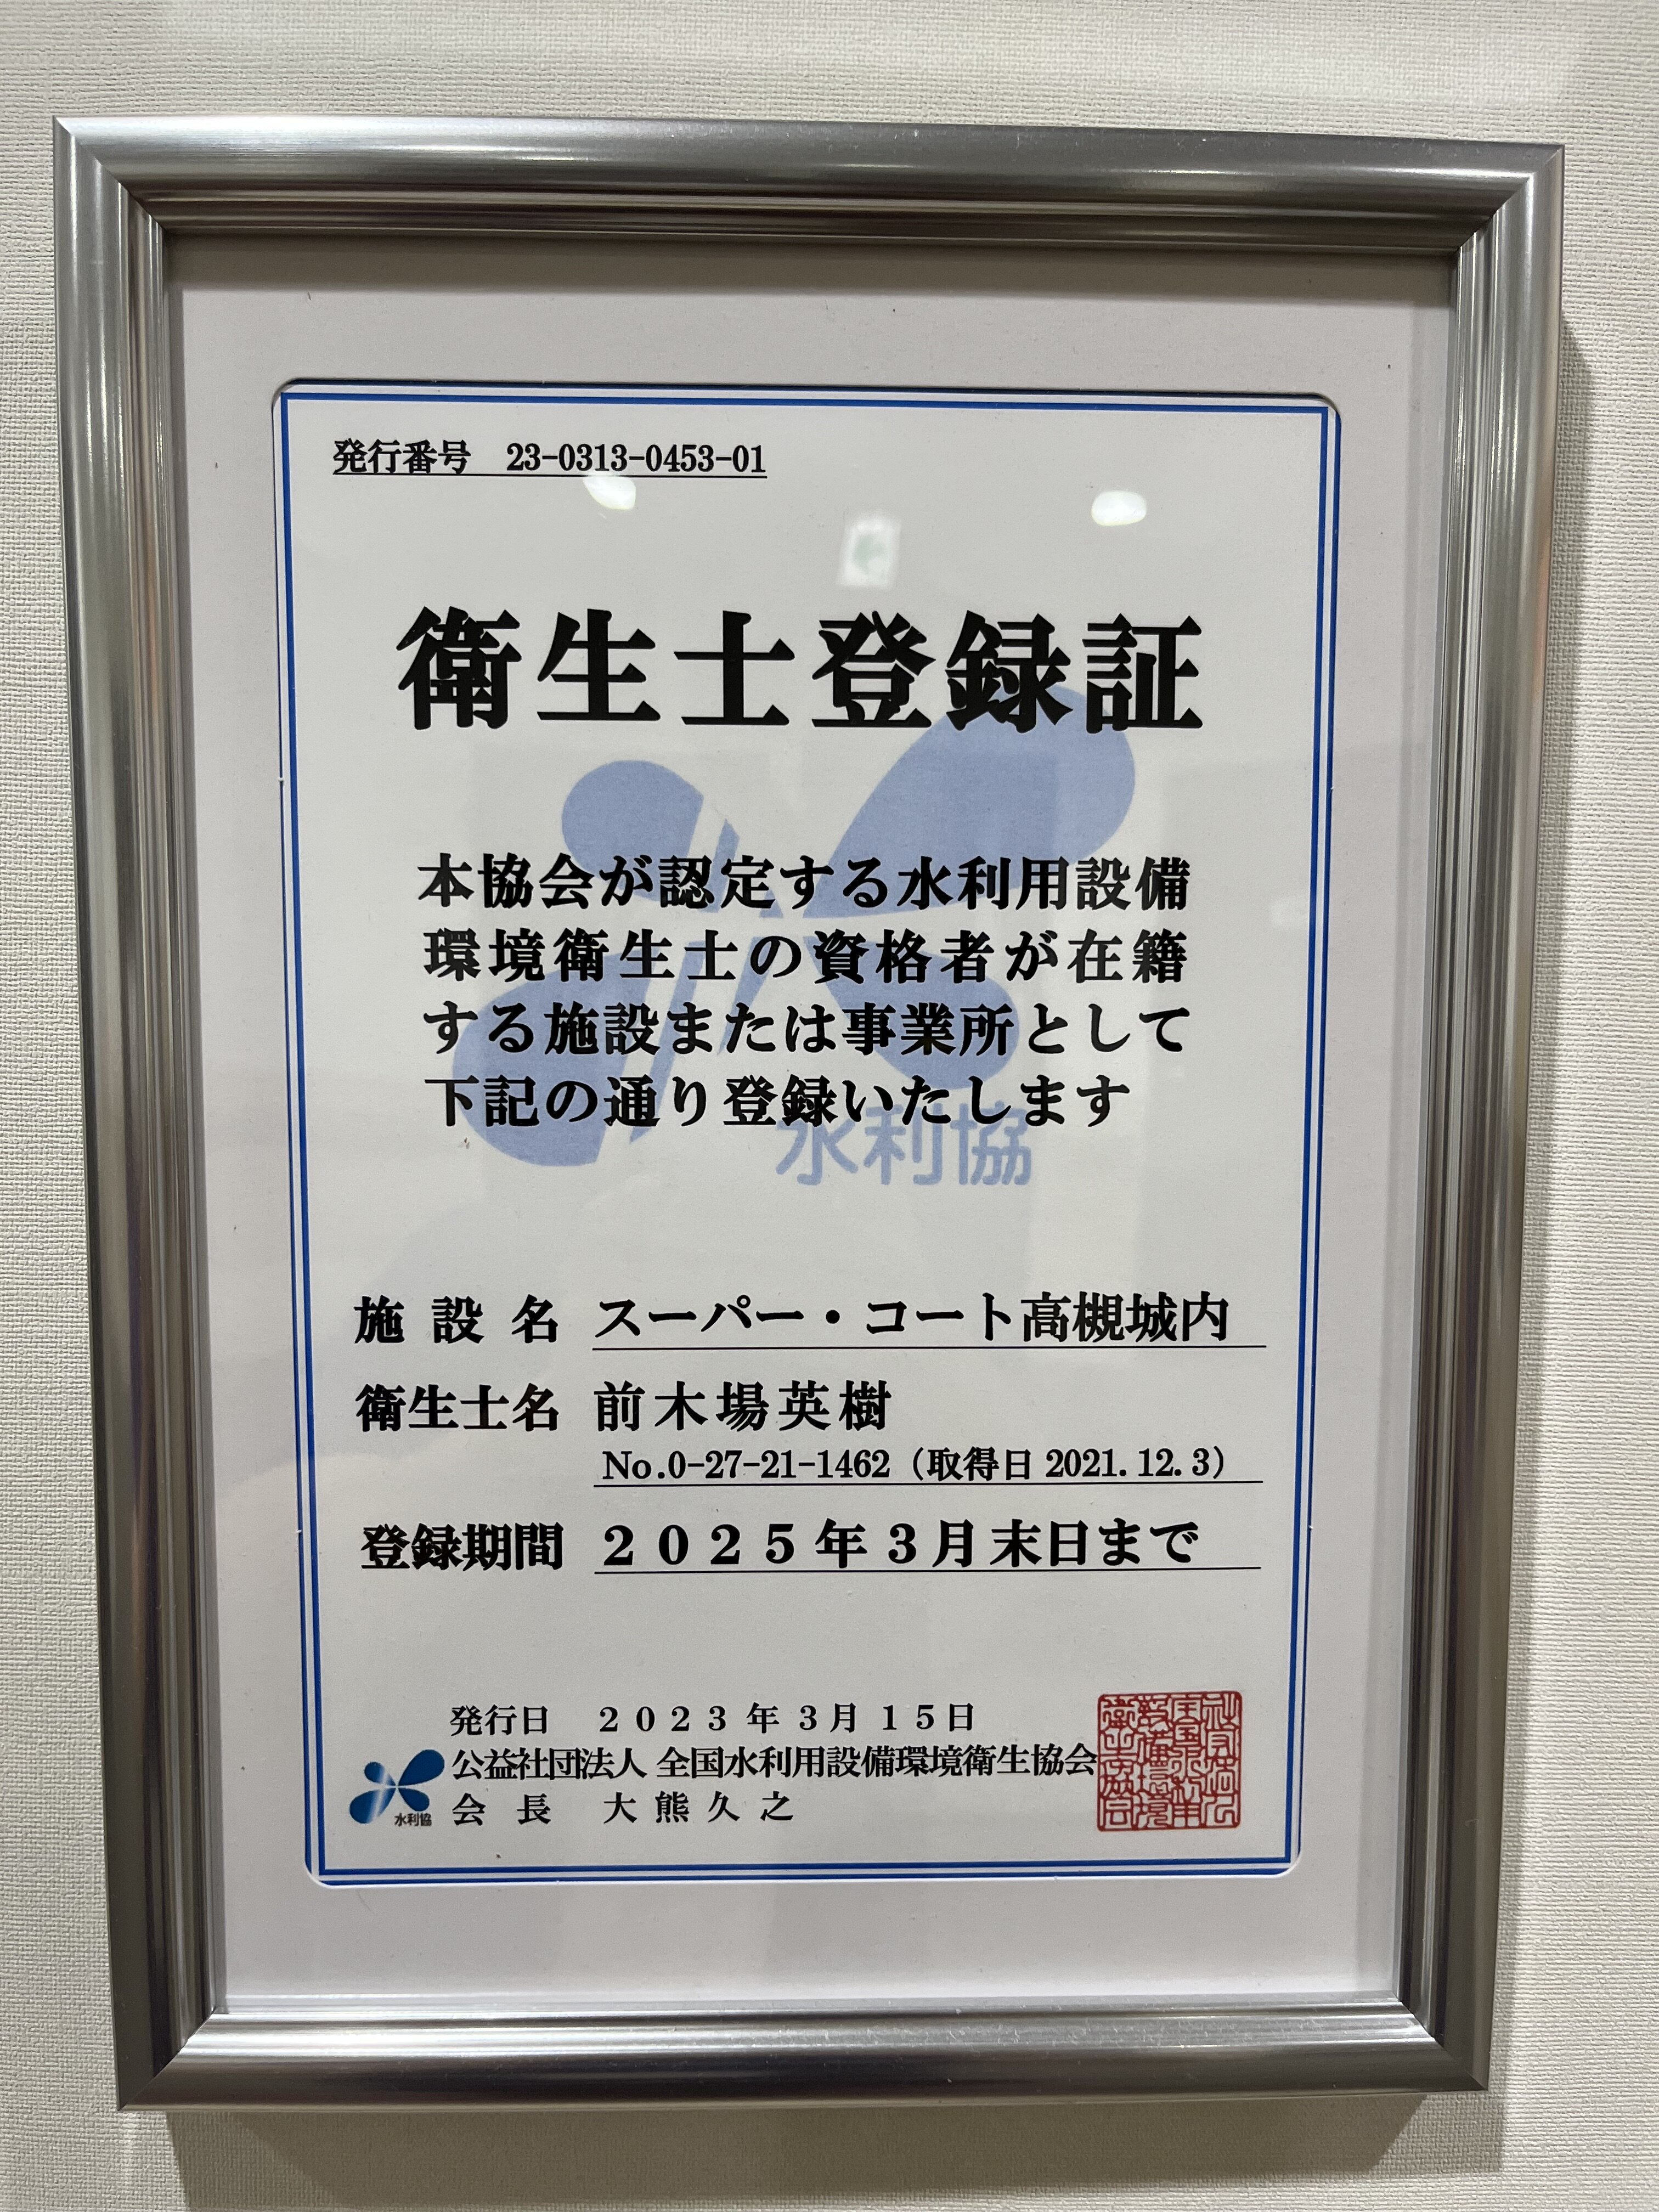 発行番号 23-0313-0453-01
衛生士登録証
本協会が認定する水利用設備
環境衛生士の資格者が在籍
する施設または事業所として
下記の通り登録いたします
水利協
施設名 スーパー・コート高槻城内
衛生士名 前木場英樹
No.0-27-21-1462（取得日 2021.12.3）
登録期間 2025年3月末日まで
発行日 2023年3月15日
公益社団法人 全国水利用設備環境衛生協会
会長 大熊久之
水利協